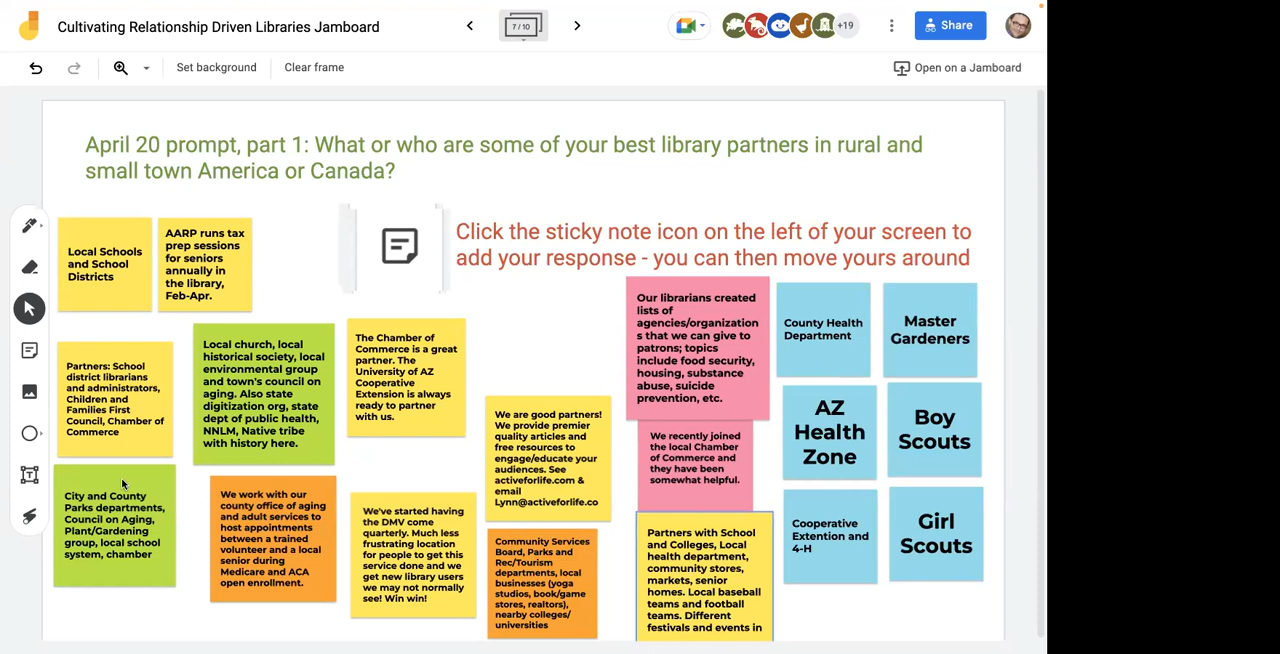 Cultivating Relationship Driven Libraries Jamboard
7/10
+19
Share
Set background
Clear frame
Open on a Jamboard
April 20 prompt, part 1: What or who are some of your best library partners in rural and
small town America or Canada?
Click the sticky note icon on the left of your screen to
add your response - you can then move yours around
Local Schools
and School
Districts
AARP runs tax
prep sessions
for seniors
annually in
the library,
Feb-Apr.
Partners: School
district librarians
and administrators,
Children and
Families First
Council, Chamber of
Commerce
Local church, local
historical society, local
environmental group
and town's council on
aging. Also state
digitization org, state
dept of public health,
NNLM, Native tribe
with history here.
The Chamber of
Commerce is a great
partner. The
University of AZ
Cooperative
Extension is always
ready to partner
with us.
We are good partners!
We provide premier
quality articles and
free resources to
engage/educate your
audiences. See
activeforlife.com &
email
Lynn@activeforlife.co
Our librarians created
lists of
agencies/organization
s that we can give to
patrons; topics
include food security,
housing, substance
abuse, suicide
prevention, etc.
County Health
Department
Master
Gardeners
We recently joined
the local Chamber
of Commerce and
they have been
somewhat helpful.
AZ
Health
Zone
Boy
Scouts
City and County
Parks departments,
Council on Aging,
Plant/Gardening
group, local school
system, chamber
We work with our
county office of aging
and adult services to
host appointments
between a trained
volunteer and a local
senior during
Medicare and ACA
open enrollment.
We've started having
the DMV come
quarterly. Much less
frustrating location
for people to get this
service done and we
get new library users
we may not normally
see! Win win!
Community Services
Board, Parks and
Rec/Tourism
departments, local
businesses (yoga
studios, book/game
stores, realtors),
nearby colleges/
universities
Partners with School
and Colleges, Local
health department,
community stores,
markets, senior
homes. Local baseball
teams and football
teams. Different
festivals and events in
Cooperative
Extention and
4-H
Girl
Scouts